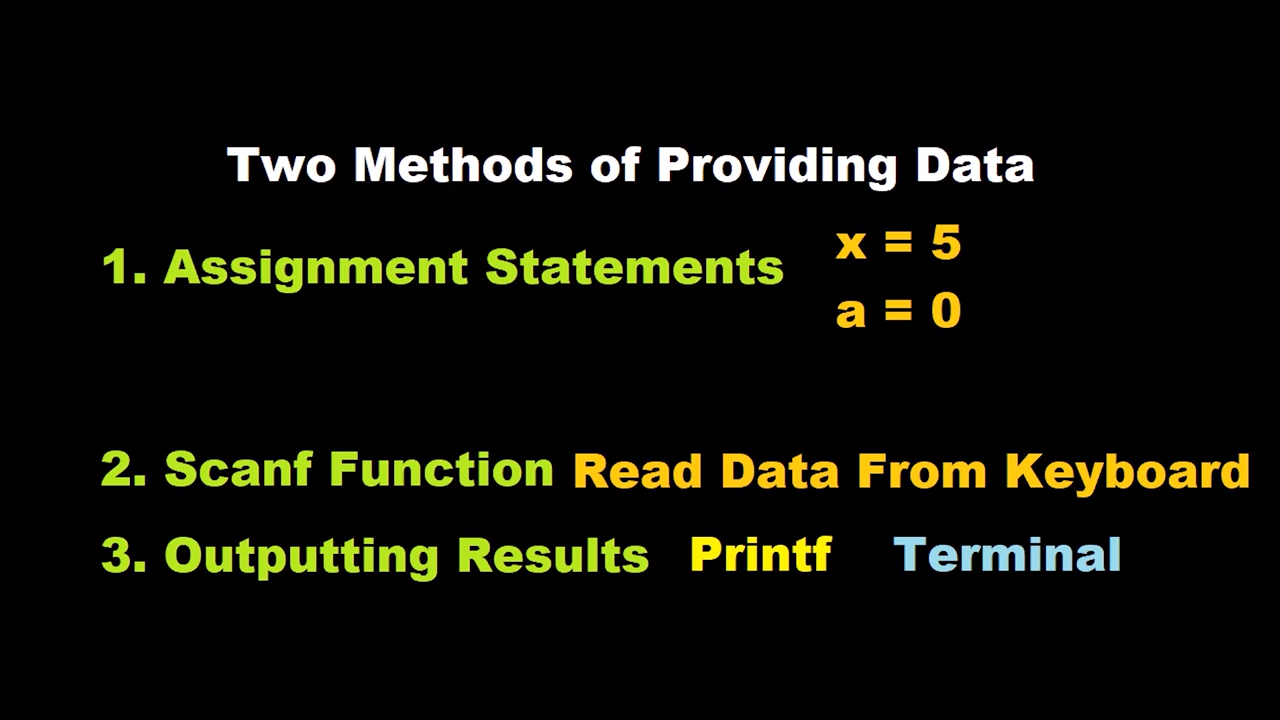 Two Methods of Providing Data
1. Assignment Statements
x = 5
a = 0
2. Scanf Function Read Data From Keyboard
3. Outputting Results Printf Terminal